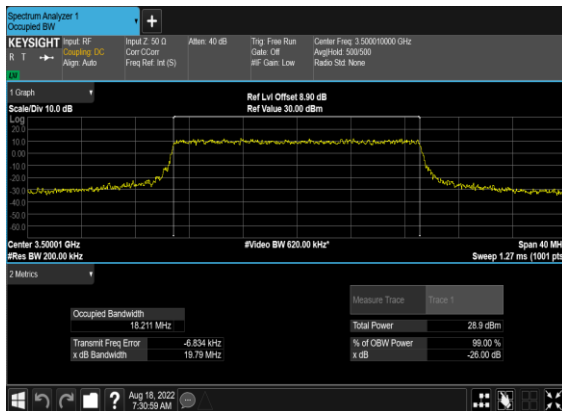 Spectrum Analyzer 1
Occupied BW
+
KEYSIGHT
R T
LXI
Input: RF
Coupling: DC
Align: Auto
Input Z: 50 Ω
Corr CCorr
Freq Ref: Int (S)
Atten: 40 dB
Trig: Free Run
Gate: Off
#IF Gain: Low
Center Freq: 3.500010000 GHz
Avg|Hold: 500/500
Radio Std: None
1 Graph
Scale/Div 10.0 dB
Ref Lvl Offset 8.90 dB
Ref Value 30.00 dBm
Log
20.0
10.0
0.00
-10.0
-20.0
-30.0
-40.0
-50.0
-60.0
Center 3.50001 GHz
#Res BW 200.00 kHz
#Video BW 620.00 kHz*
Span 40 MH
Sweep 1.27 ms (1001 pts
2 Metrics
Measure Trace
Trace 1
Occupied Bandwidth
18.211 MHz
Total Power
28.9 dBm
Transmit Freq Error
-6.834 kHz
% of OBW Power
99.00 %
x dB Bandwidth
19.79 MHz
x dB
-26.00 dB
?
Aug 18, 2022
7:30:59 AM